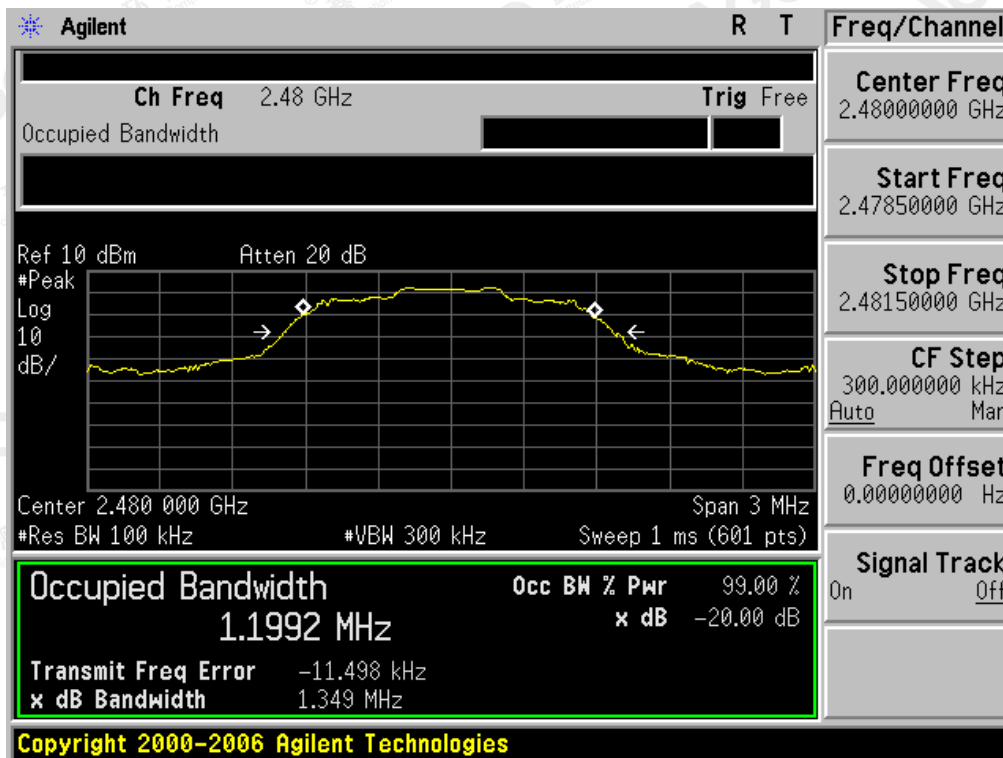 Agilent R T
Ch Freq 2.48 GHz Trig Free
Occupied Bandwidth
Ref 10 dBm Atten 20 dB
#Peak
Log
10
dB/
Center 2.480 000 GHz Span 3 MHz
#Res BW 100 kHz #VBW 300 kHz Sweep 1 ms (601 pts)
Occupied Bandwidth Occ BW % Pwr 99.00 %
1.1992 MHz x dB -20.00 dB
Transmit Freq Error -11.498 kHz
x dB Bandwidth 1.349 MHz
Copyright 2000-2006 Agilent Technologies
Freq/Channel
Center Freq
2.48000000 GHz
Start Freq
2.47850000 GHz
Stop Freq
2.48150000 GHz
CF Step
300.000000 kHz
Auto Man
Freq Offset
0.00000000 Hz
Signal Track
On Off